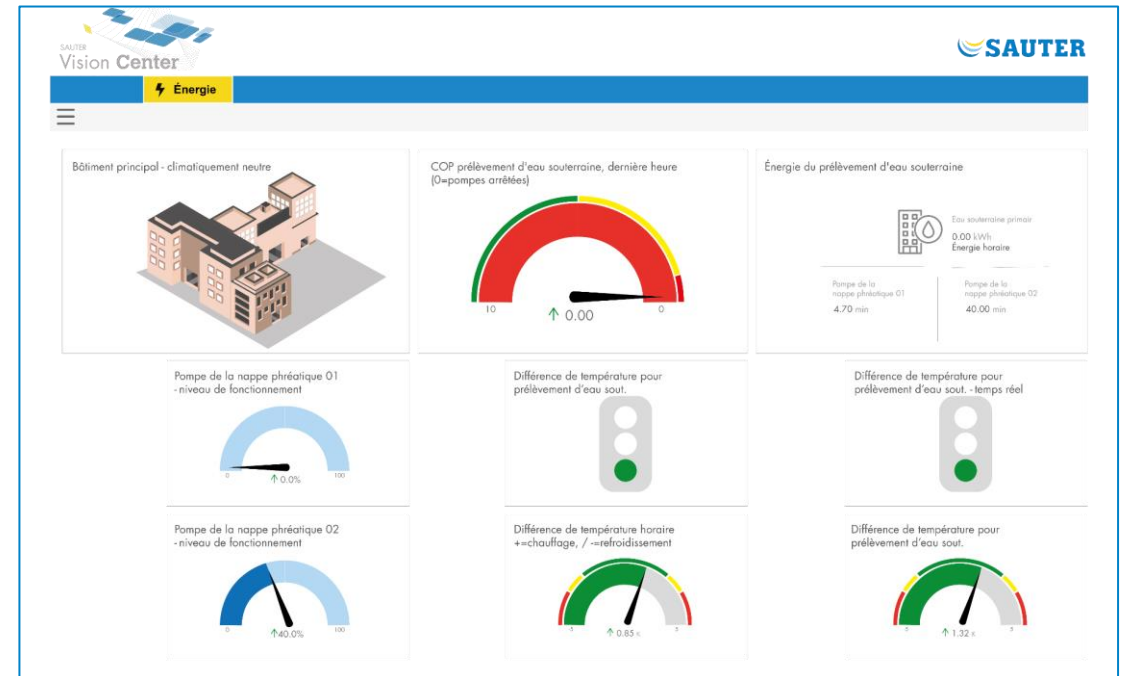 SAUTER
Vision Center
SAUTER
Énergie
Bâtiment principal - climatiquement neutre
COP prélèvement d'eau souterraine, dernière heure
(0=pompes arrêtées)
10
0
0.00
Énergie du prélèvement d'eau souterraine
Eau souterraine primair
0.00 kWh
Énergie horaire
Pompe de la
nappe phréatique 01
4.70 min
Pompe de la
nappe phréatique 02
40.00 min
Pompe de la nappe phréatique 01
- niveau de fonctionnement
0
100
0.0%
Différence de température pour
prélèvement d'eau sout.
Différence de température pour
prélèvement d'eau sout. - temps réel
Pompe de la nappe phréatique 02
- niveau de fonctionnement
0
100
40.0%
Différence de température horaire
+=chauffage, / -=refroidissement
-5
5
0.85 K
Différence de température pour
prélèvement d'eau sout.
-5
5
1.32 K